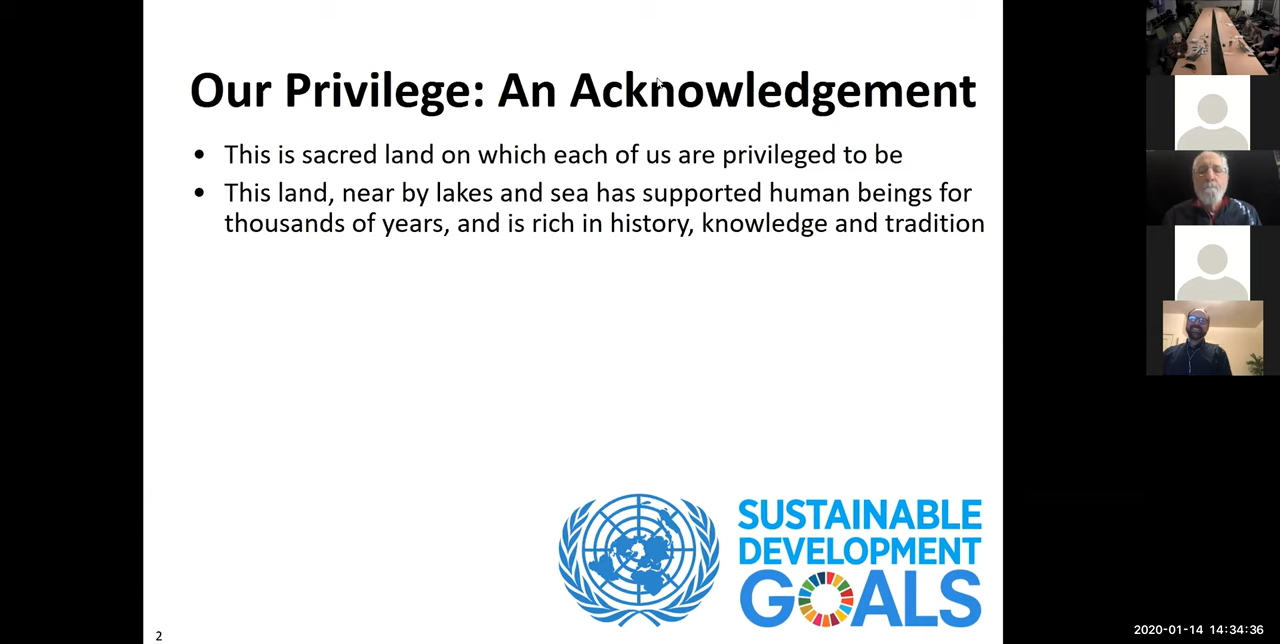 Our Privilege: An Acknowledgement
• This is sacred land on which each of us are privileged to be
• This land, near by lakes and sea has supported human beings for
thousands of years, and is rich in history, knowledge and tradition
SUSTAINABLE
DEVELOPMENT
GOALS
2
2020-01-14 14:34:36